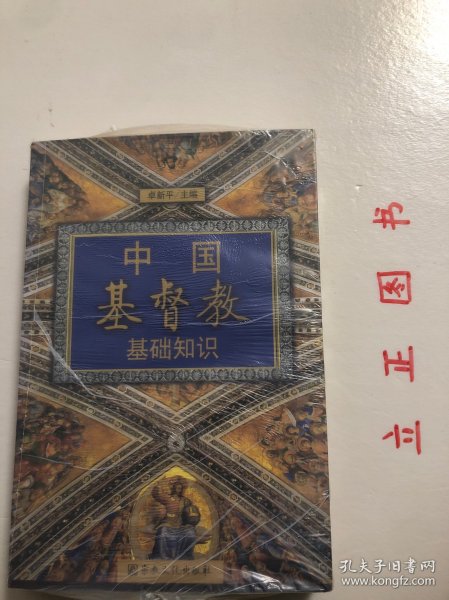 卓新平/主编
中国
基督教
基础知识
宗教文化出版社
立正图书
孔夫子旧书网
www.kongfz.com